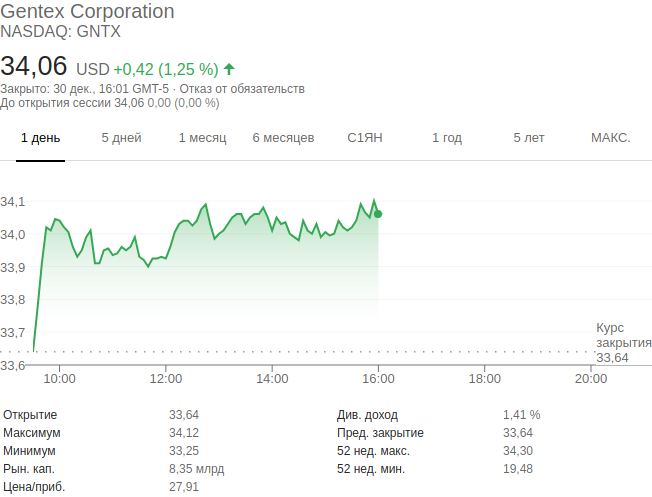 Gentex Corporation
NASDAQ: GNTX
34,06 USD +0,42 (1,25 %)
Закрыто: 30 дек., 16:01 GMT-5 · Отказ от обязательств
До открытия сессии 34,06 0,00 (0,00 %)
1 день 5 дней 1 месяц 6 месяцев С1ЯН 1 год 5 лет МАКС.
34,1
34,0
33,9
33,8
33,7
Курс
закрытия
33,64
33,6
10:00 12:00 14:00 16:00 18:00 20:00
Открытие 33,64 Див. доход 1,41 %
Максимум 34,12 Пред. закрытие 33,64
Минимум 33,25 52 нед. макс. 34,30
Рын. кап. 8,35 млрд 52 нед. мин. 19,48
Цена/приб. 27,91